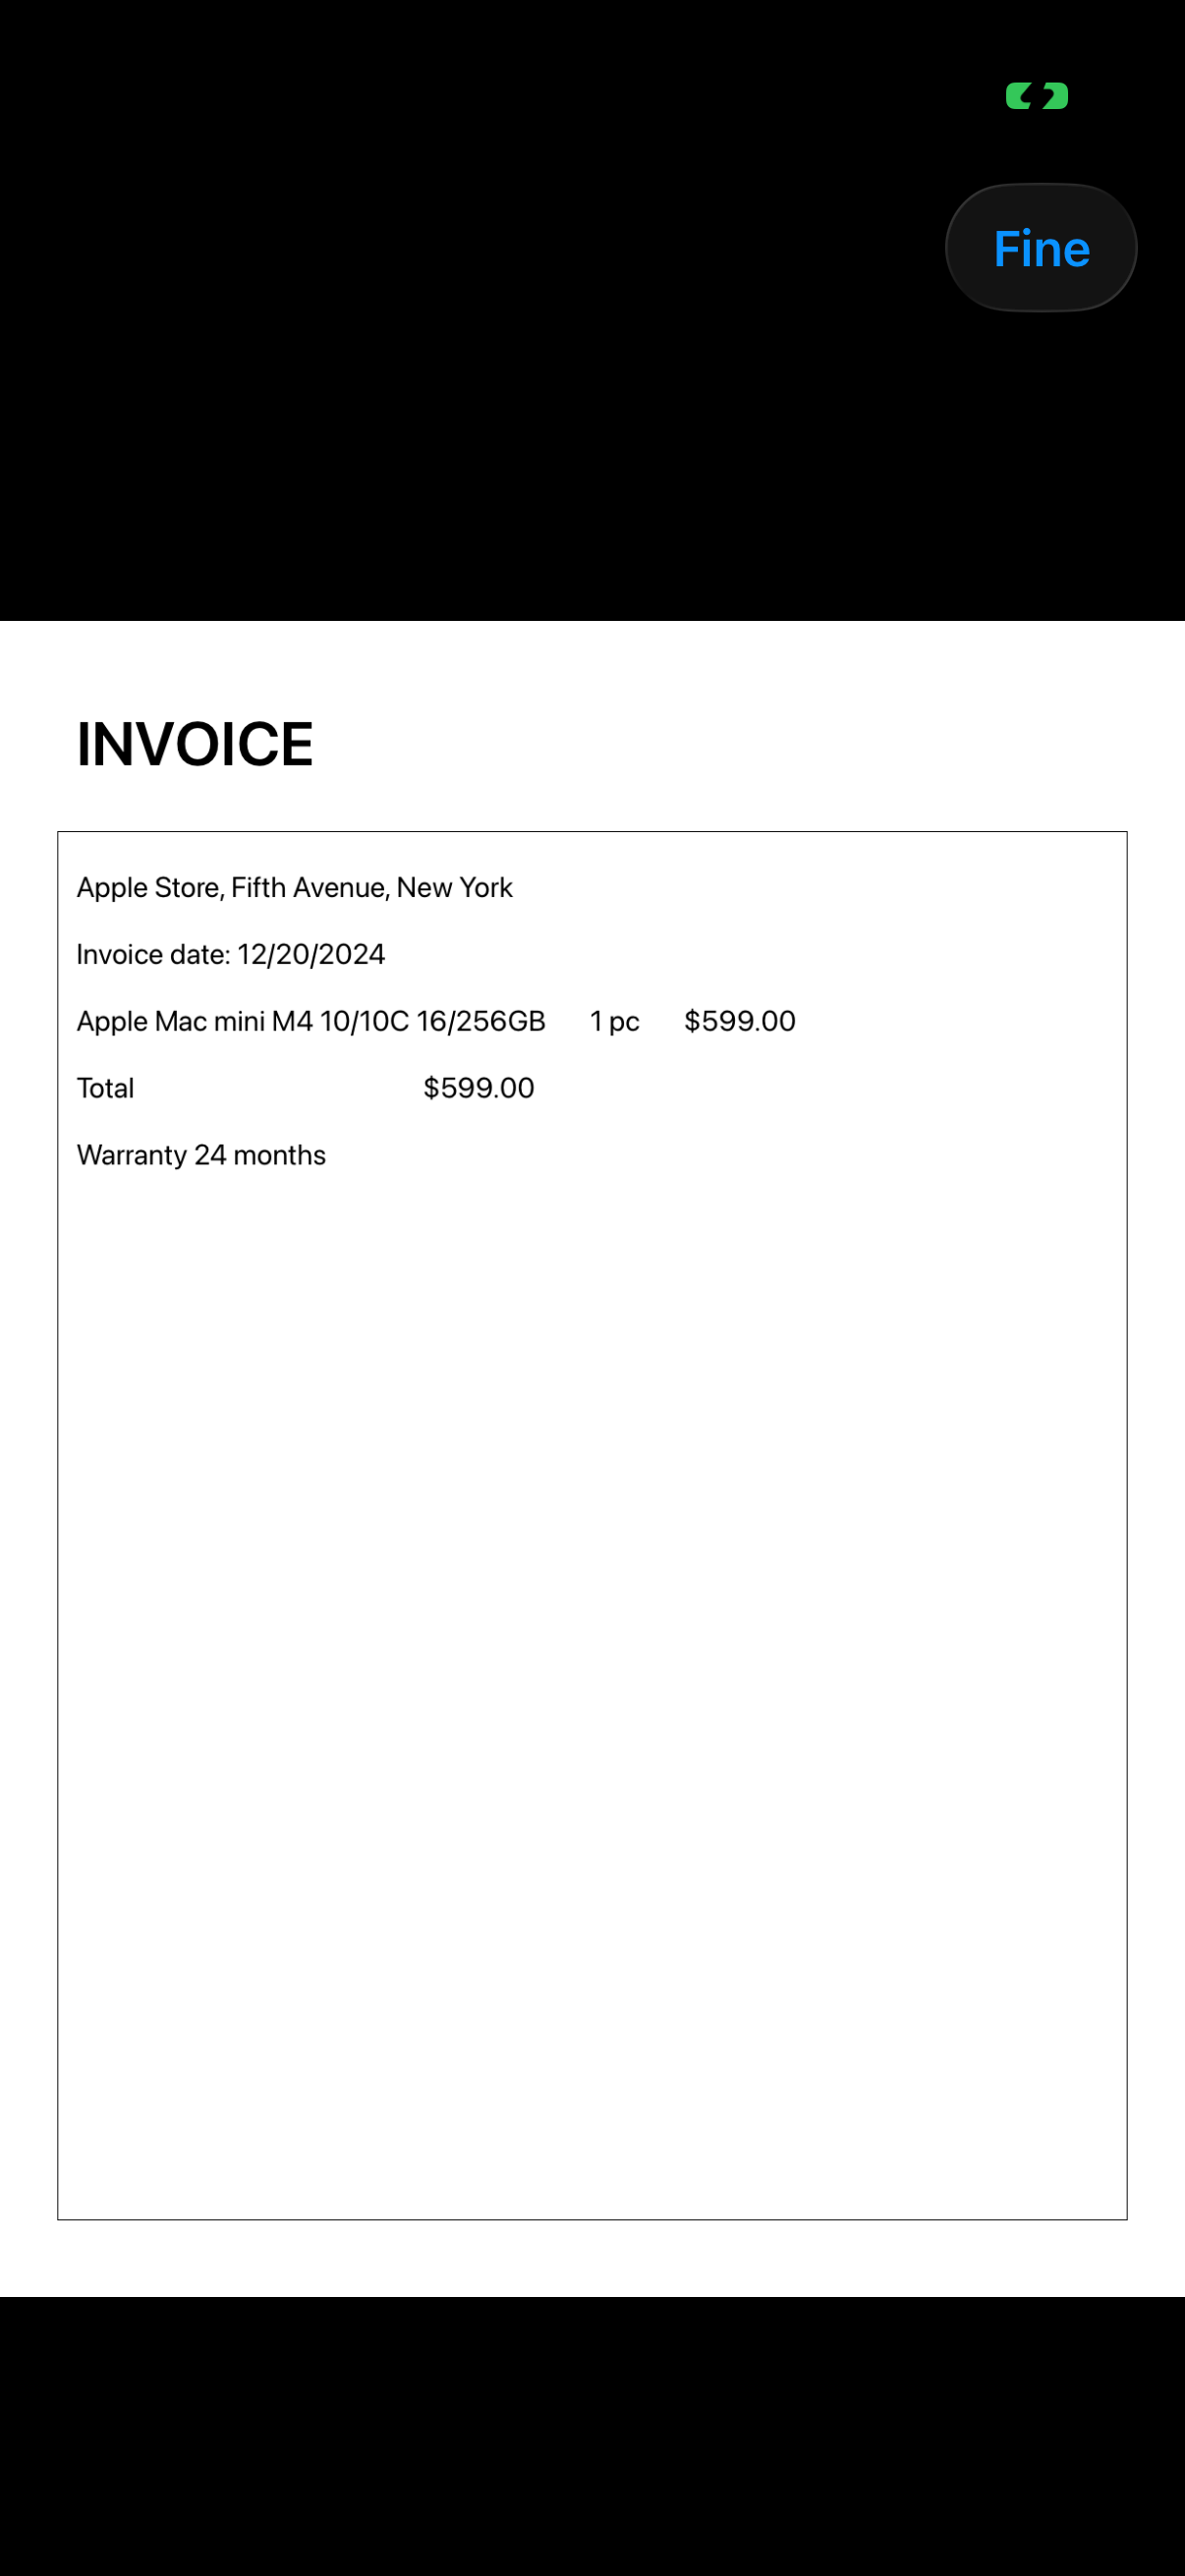 Fine
INVOICE
Apple Store, Fifth Avenue, New York
Invoice date: 12/20/2024
Apple Mac mini M4 10/10C 16/256GB 1 pc $599.00
Total $599.00
Warranty 24 months